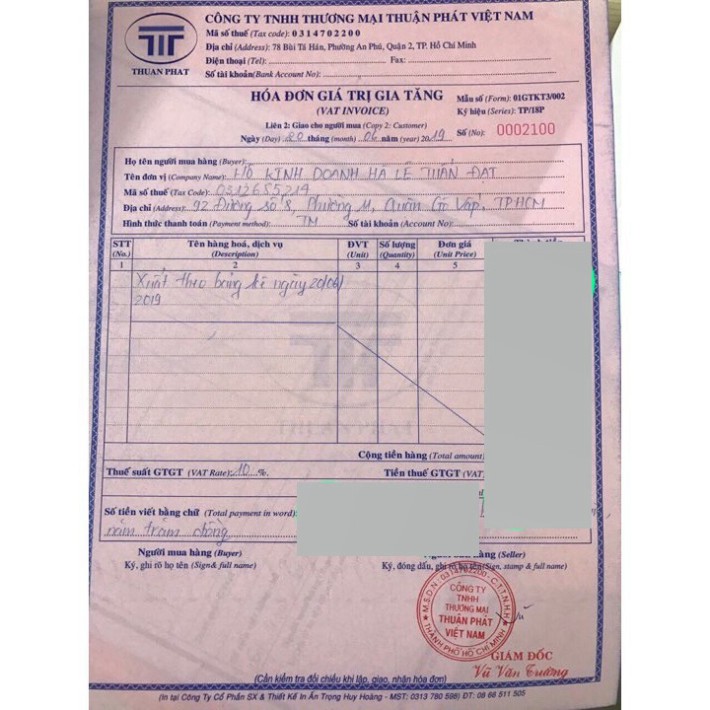 CÔNG TY TNHH THƯƠNG MẠI THUẬN PHÁT VIỆT NAM
Mã số thuế (Tax code): 0314702200
Địa chỉ (Address): 78 Bùi Tá Hán, Phường An Phú, Quận 2, TP. Hồ Chí Minh
Điện thoại (Tel): Fax:
Số tài khoản(Bank Account No):
THUAN PHAT
HÓA ĐƠN GIÁ TRỊ GIA TĂNG
(VAT INVOICE)
Mẫu số (Form): 01GTKT3/002
Ký hiệu (Series): TP/18P
Liên 2: Giao cho người mua (Copy 2: Customer)
Số (No): 0002100
Ngày (Day) 20 tháng (month) 06 năm (year) 2019
Họ tên người mua hàng (Buyer):
Tên đơn vị (Company Name): HỘ KINH DOANH HÀ LÊ TUẤN ĐẠT
Mã số thuế (Tax Code): 0312655219
Địa chỉ (Address): 92 Đường số 8, Phường 11, Quận Gò Vấp, TPHCM
Hình thức thanh toán (Payment method): TM Số tài khoản (Account No):
STT Tên hàng hoá, dịch vụ ĐVT Số lượng Đơn giá
(No.) (Description) (Unit) (Quantity) (Unit Price)
1 2 3 4 5
Xuất theo bảng kê ngày 20/06/
2019
THUAN PHAT
Cộng tiền hàng (Total amount)
Thuế suất GTGT (VAT Rate): 10 %. Tiền thuế GTGT (VAT
Số tiền viết bằng chữ (Total payment in word):
năm trăm đồng
Người mua hàng (Buyer) hàng (Seller)
Ký, ghi rõ họ tên (Sign & full name) Ký, đóng dấu, ghi rõ họ tên (Sign, stamp & full name)
M.S.D.N: 0314702200 - C.T.T.N.H.H
CÔNG TY
TNHH
THƯƠNG MẠI
THUẬN PHÁT
VIỆT NAM
THÀNH PHỐ HỒ CHÍ MINH
GIÁM ĐỐC
Vũ Văn Trường
(Cần kiểm tra đối chiếu khi lập, giao, nhận hóa đơn)
(In tại Công Ty Cổ Phần SX & Thiết Kế In Ấn Trọng Huy Hoàng - MST: 0313 780 598) ĐT: 08 66 511 505